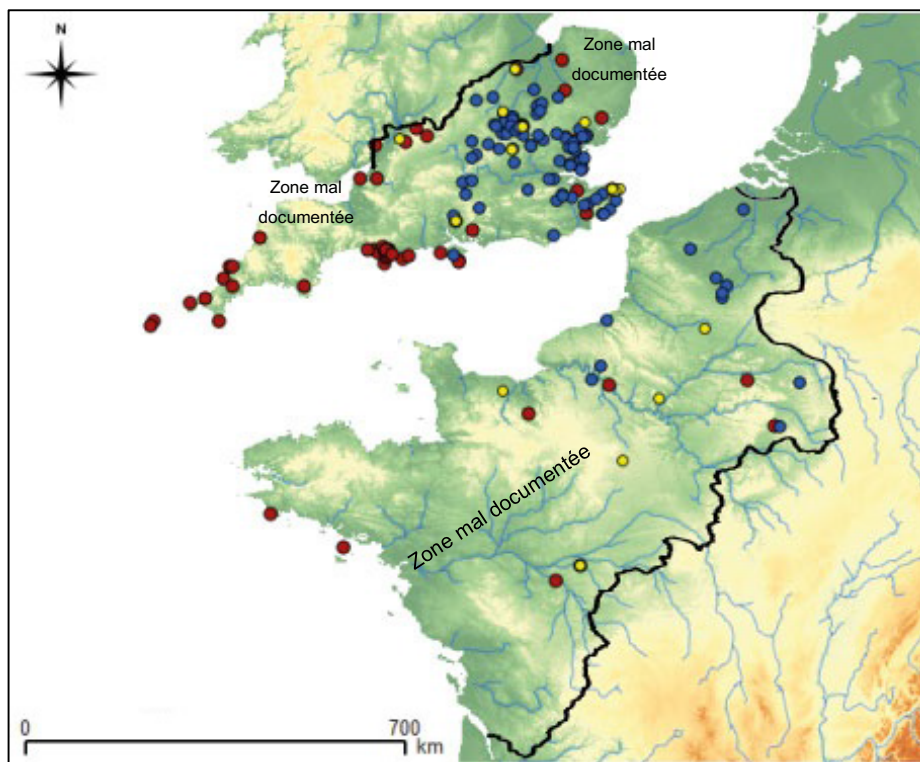 N
Zone mal
documentée
Zone mal
documentée
Zone mal documentée
0
700
km